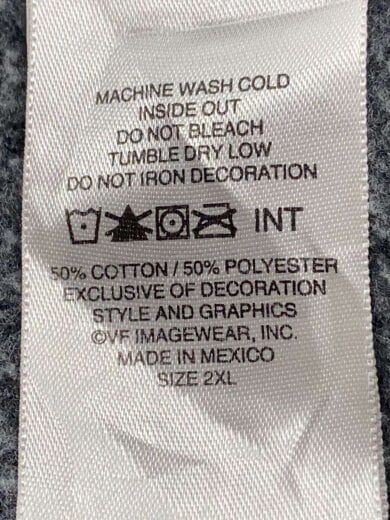 MACHINE WASH COLD
INSIDE OUT
DO NOT BLEACH
TUMBLE DRY LOW
DO NOT IRON DECORATION
INT
50% COTTON / 50% POLYESTER
EXCLUSIVE OF DECORATION
STYLE AND GRAPHICS
©VF IMAGEWEAR, INC.
MADE IN MEXICO
SIZE 2XL